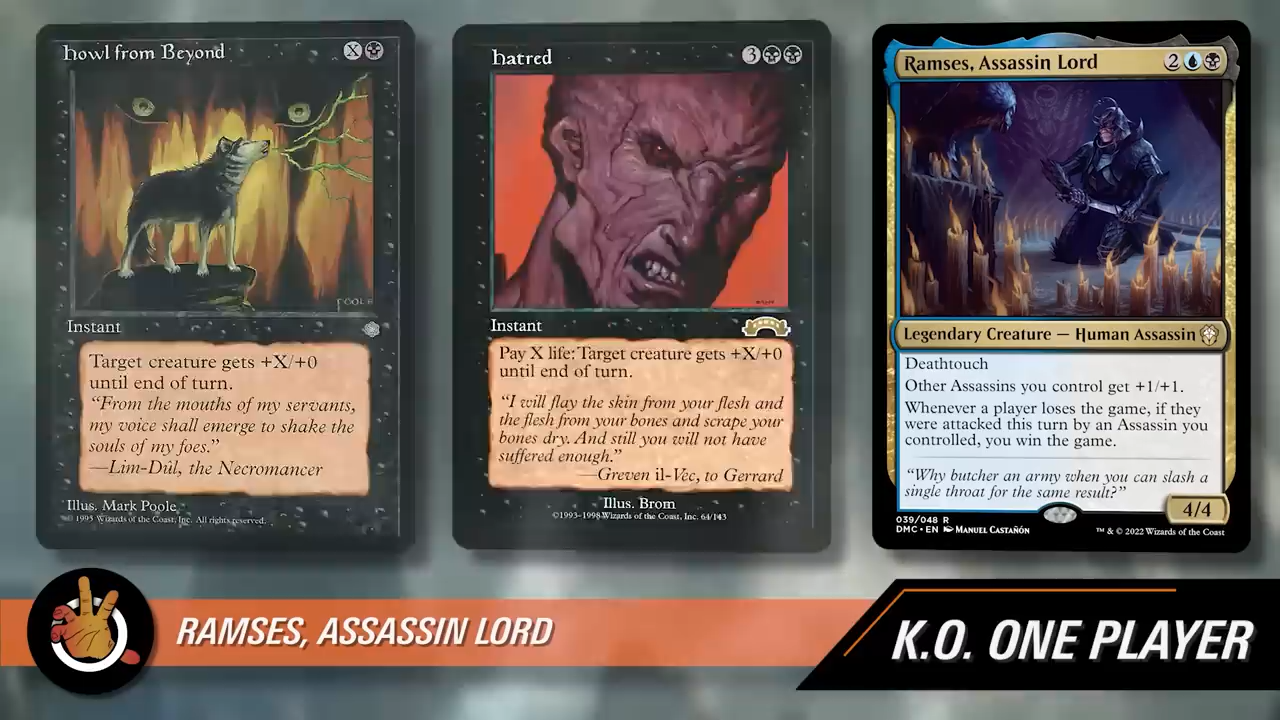 Howl from Beyond
X
Instant
Target creature gets +X/+0
until end of turn.
“From the mouths of my servants,
my voice shall emerge to shake the
souls of my foes.”
—Lim-Dûl, the Necromancer
Illus. Mark Poole
© 1995 Wizards of the Coast, Inc. All rights reserved.
POOLE
Hatred
3
Instant
Pay X life: Target creature gets +X/+0
until end of turn.
“I will flay the skin from your flesh and
the flesh from your bones and scrape your
bones dry. And still you will not have
suffered enough.”
—Greven il-Vec, to Gerrard
Illus. Brom
©1993-1998 Wizards of the Coast, Inc. 64/143
Ramses, Assassin Lord
2
Legendary Creature — Human Assassin
Deathtouch
Other Assassins you control get +1/+1.
Whenever a player loses the game, if they
were attacked this turn by an Assassin you
controlled, you win the game.
“Why butcher an army when you can slash a
single throat for the same result?”
4/4
039/048 R
DMC • EN MANUEL CASTAÑÓN
™ & © 2022 Wizards of the Coast
RAMSES, ASSASSIN LORD
K.O. ONE PLAYER